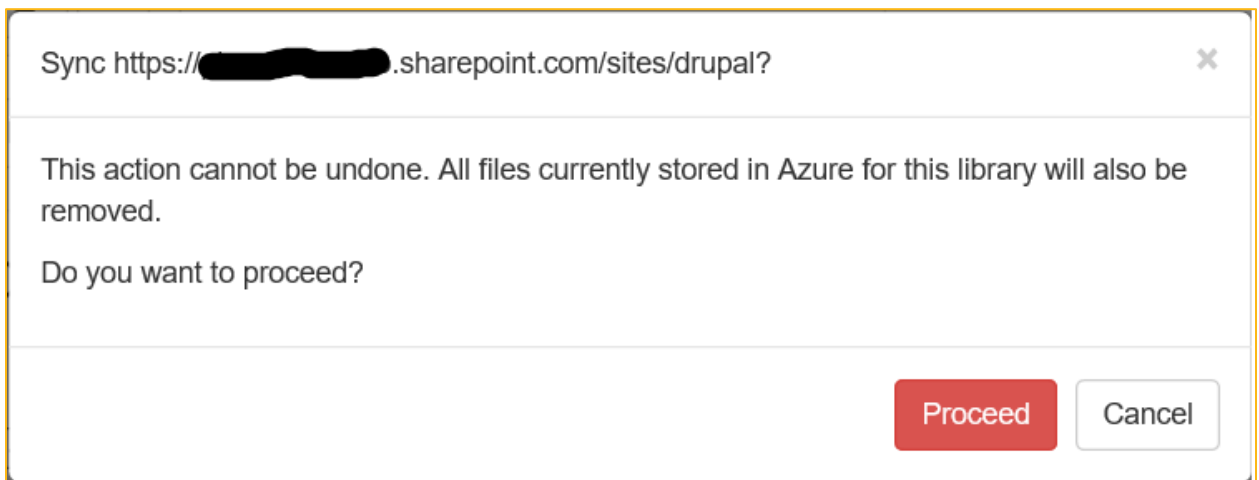 Sync https:// .sharepoint.com/sites/drupal?
×
This action cannot be undone. All files currently stored in Azure for this library will also be
removed.
Do you want to proceed?
Proceed
Cancel